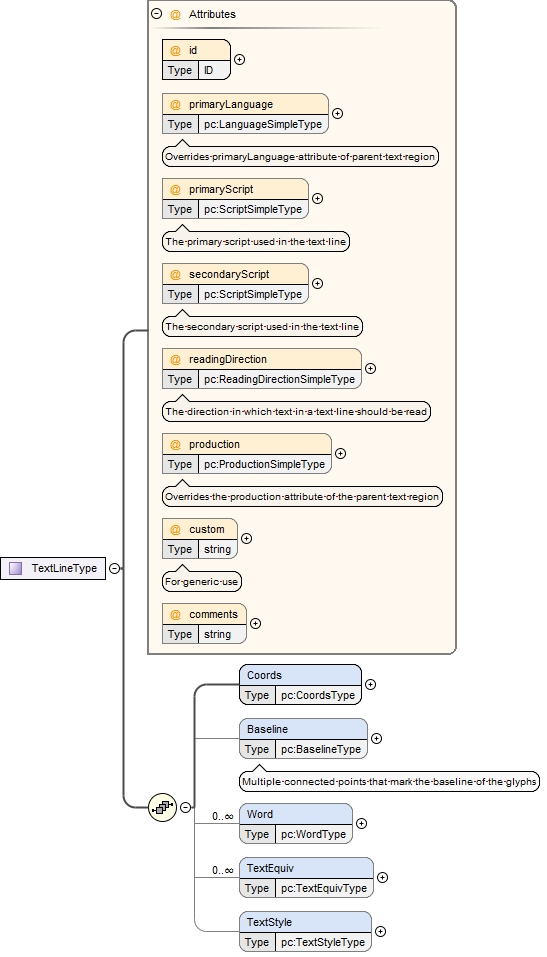 Attributes
@ id
Type ID
@ primaryLanguage
Type pc:LanguageSimpleType
Overrides primaryLanguage attribute of parent text region
@ primaryScript
Type pc:ScriptSimpleType
The primary script used in the text line
@ secondaryScript
Type pc:ScriptSimpleType
The secondary script used in the text line
@ readingDirection
Type pc:ReadingDirectionSimpleType
The direction in which text in a text line should be read
@ production
Type pc:ProductionSimpleType
Overrides the production attribute of the parent text region
@ custom
Type string
For generic use
@ comments
Type string
TextLineType
Coords
Type pc:CoordsType
Baseline
Type pc:BaselineType
Multiple connected points that mark the baseline of the glyphs
0..∞ Word
Type pc:WordType
0..∞ TextEquiv
Type pc:TextEquivType
TextStyle
Type pc:TextStyleType